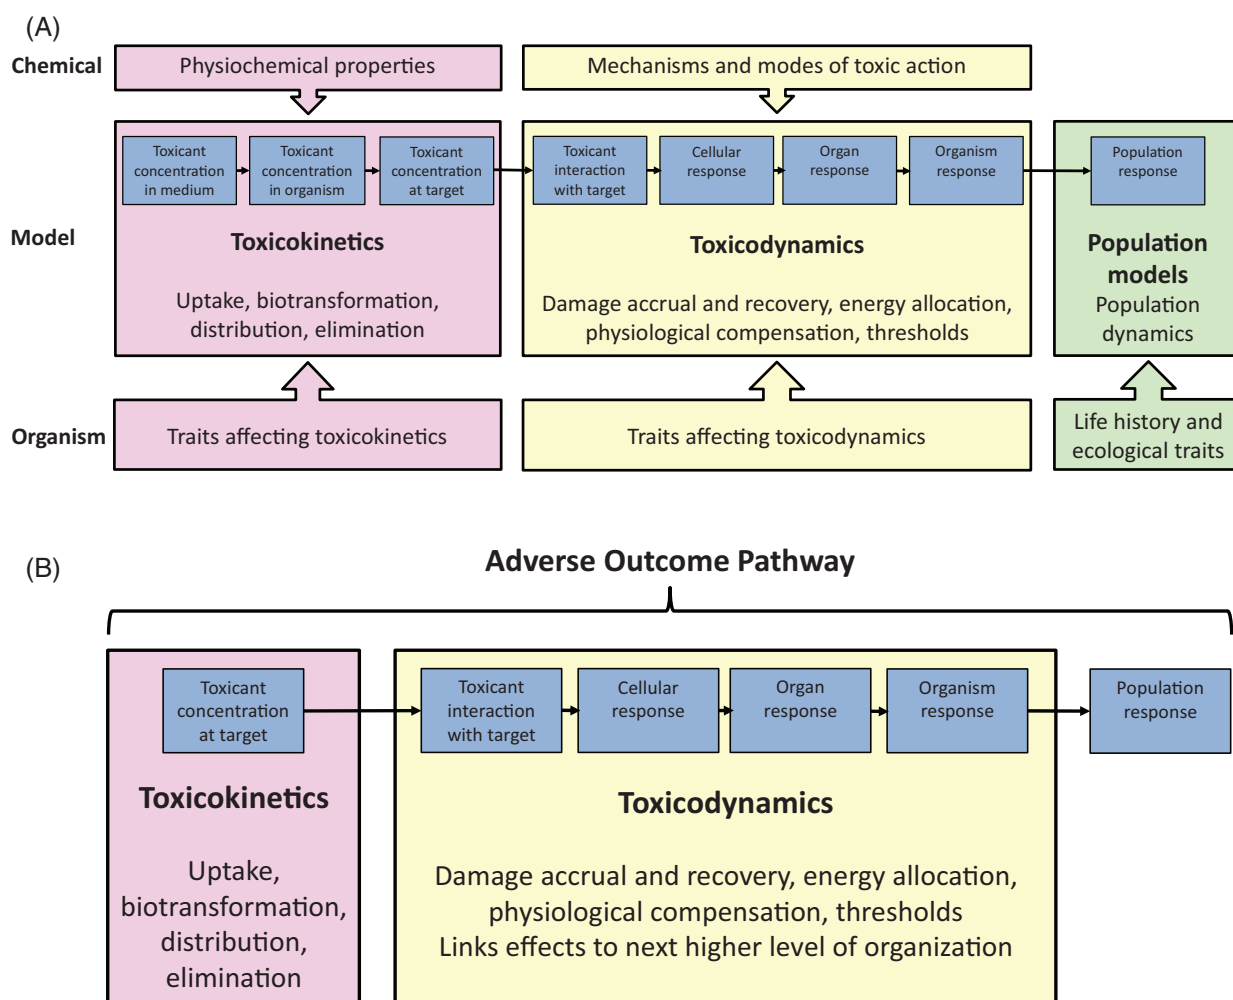 (A)
Chemical
Physiochemical properties
Mechanisms and modes of toxic action
Toxicant
concentration
in medium
Toxicant
concentration
in organism
Toxicant
concentration
at target
Toxicant
interaction
with target
Cellular
response
Organ
response
Organism
response
Population
response
Model
Toxicokinetics
Uptake, biotransformation,
distribution, elimination
Toxicodynamics
Damage accrual and recovery, energy allocation,
physiological compensation, thresholds
Population
models
Population
dynamics
Organism
Traits affecting toxicokinetics
Traits affecting toxicodynamics
Life history and
ecological traits
(B)
Adverse Outcome Pathway
Toxicant
concentration
at target
Toxicant
interaction
with target
Cellular
response
Organ
response
Organism
response
Population
response
Toxicokinetics
Uptake,
biotransformation,
distribution,
elimination
Toxicodynamics
Damage accrual and recovery, energy allocation,
physiological compensation, thresholds
Links effects to next higher level of organization